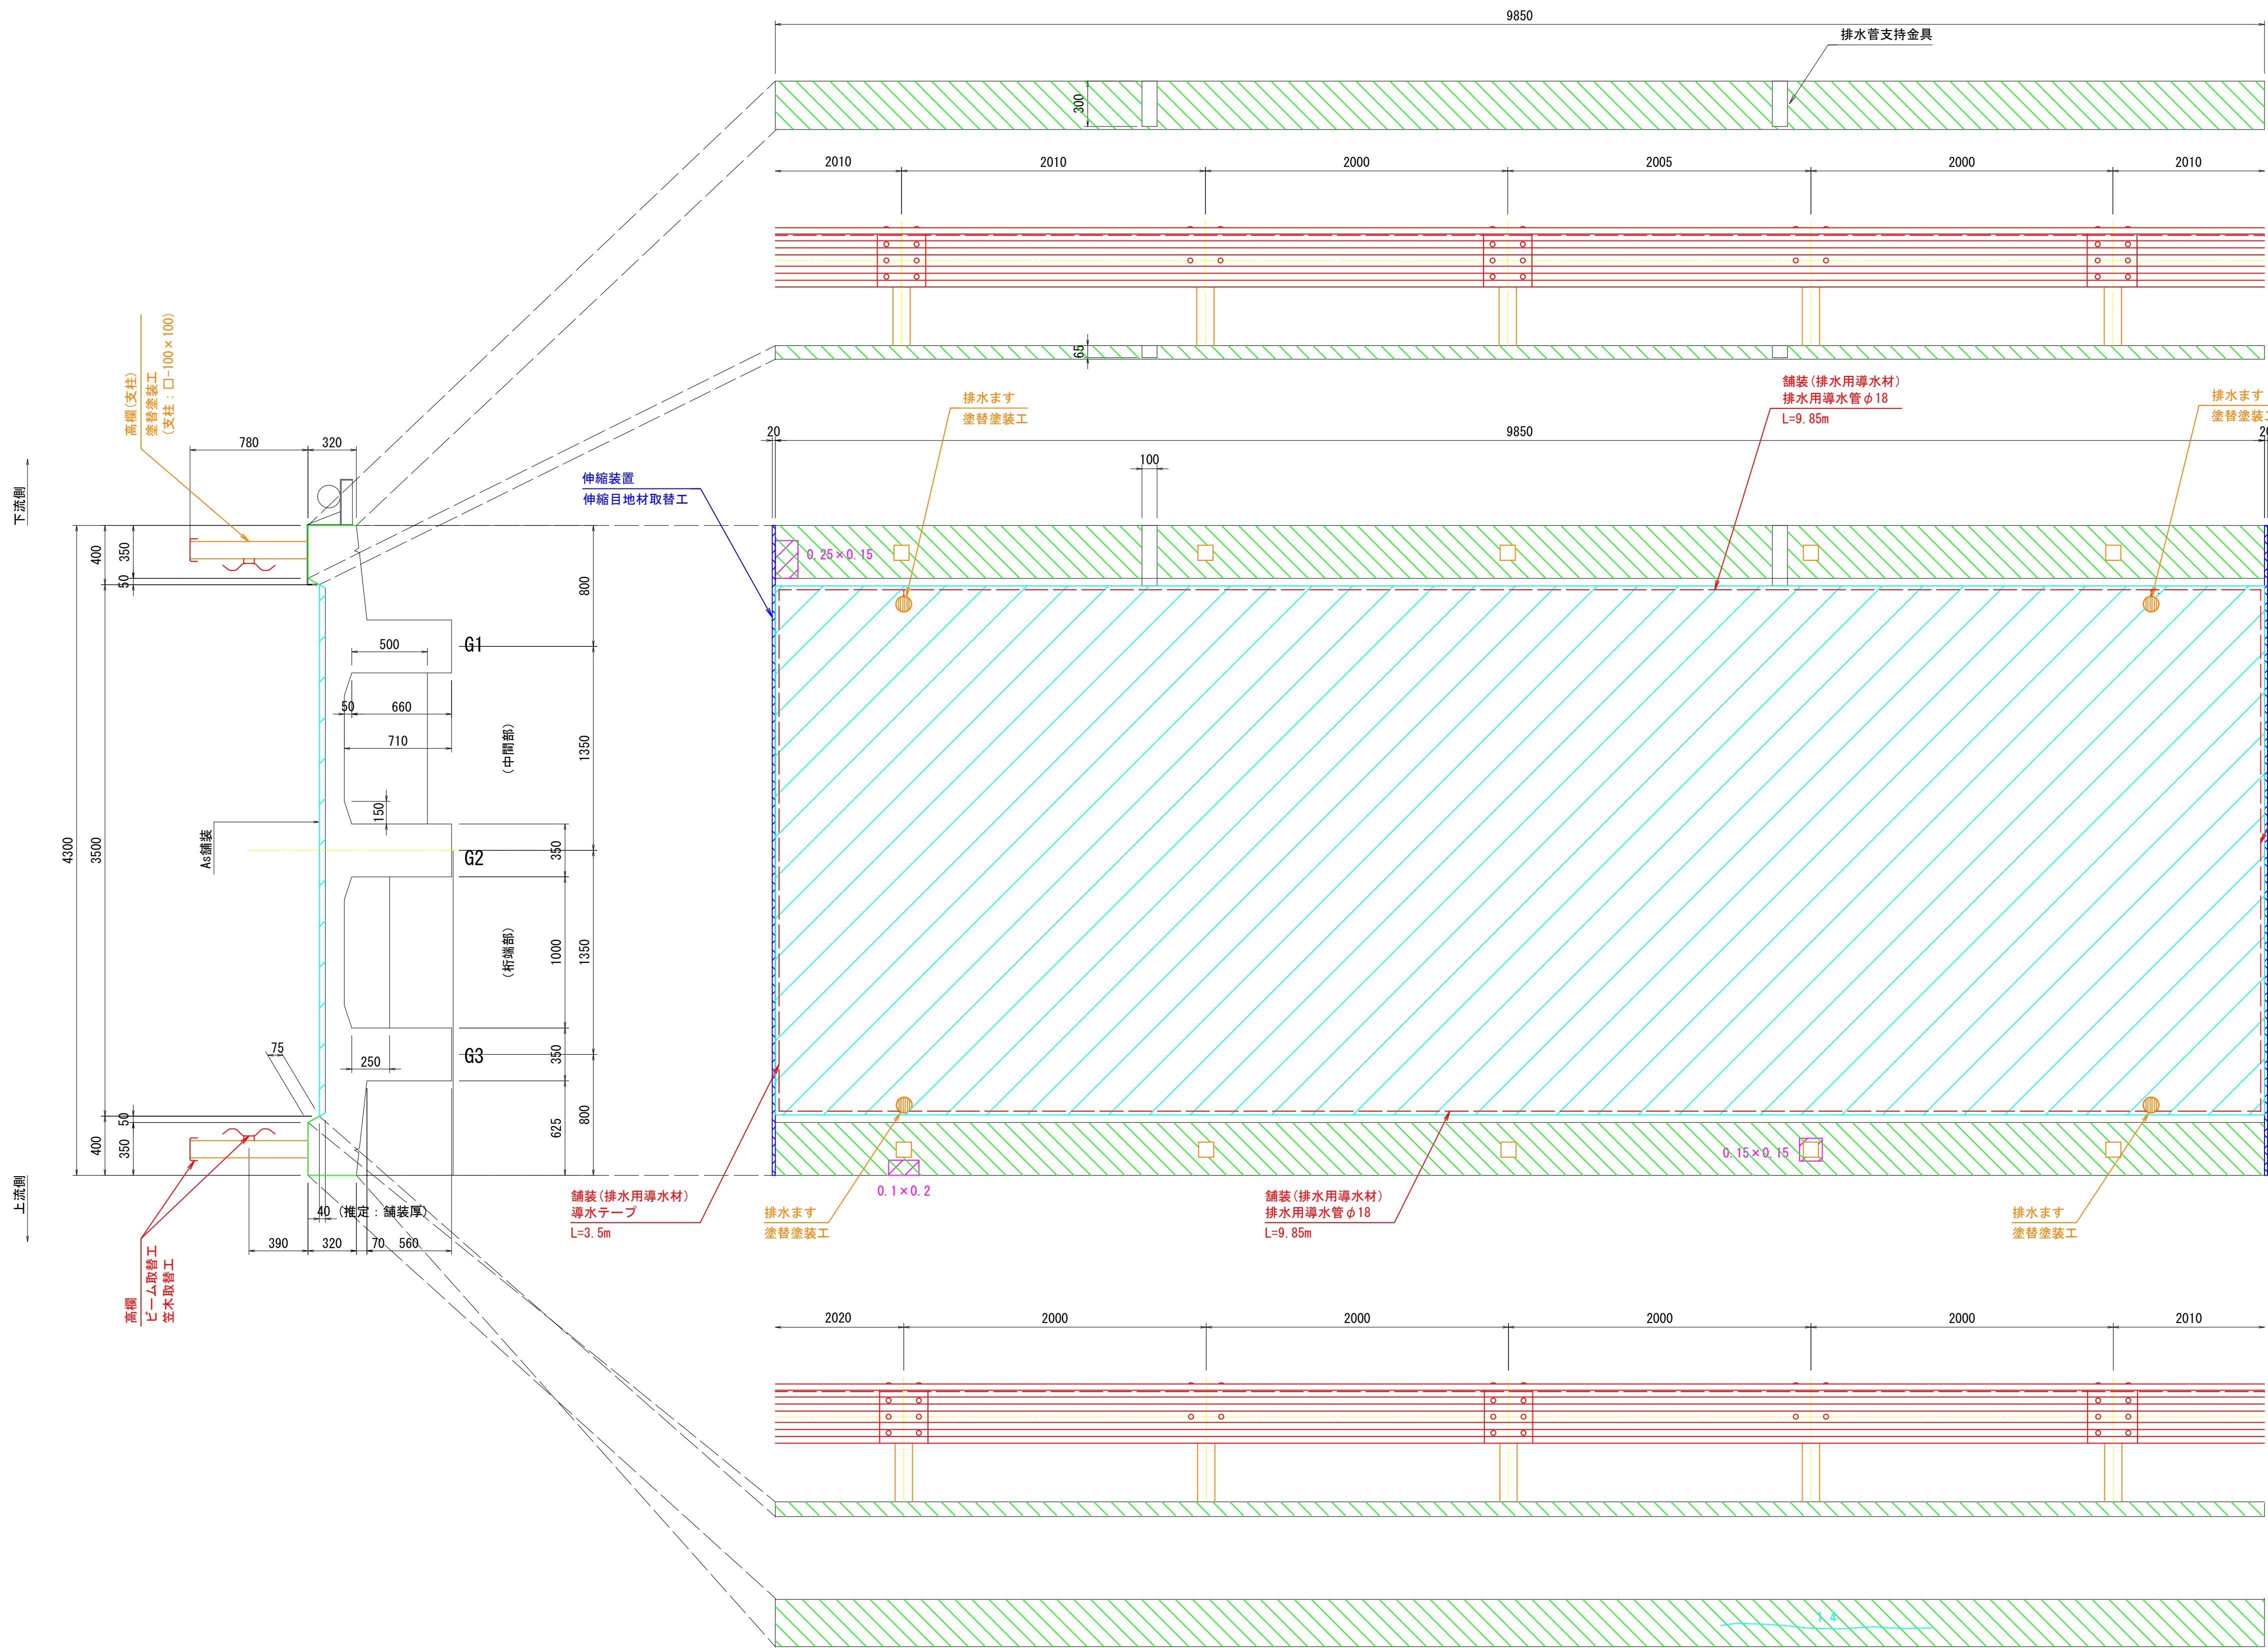 9850
排水菅支持金具
300
2010
2010
2000
2005
2000
2010
65
高欄(支柱)
塗替塗装工
(支柱：□-100×100)
排水ます
塗替塗装工
舗装(排水用導水材)
排水用導水管φ18
L=9.85m
排水ます
塗替塗装工
780
320
20
9850
20
100
伸縮装置
伸縮目地材取替工
下流側
400
350
50
0.25×0.15
800
G1
500
50
660
710
(中間部)
1350
150
As舗装
4300
3500
G2
350
(桁端部)
1000
1350
75
250
G3
350
50
400
350
625
800
0.15×0.15
0.1×0.2
上流側
40 (推定：舗装厚)
390
320
70
560
舗装(排水用導水材)
導水テープ
L=3.5m
排水ます
塗替塗装工
舗装(排水用導水材)
排水用導水管φ18
L=9.85m
排水ます
塗替塗装工
高欄
ビーム取替工
笠木取替工
2020
2000
2000
2000
2000
2010
1.4